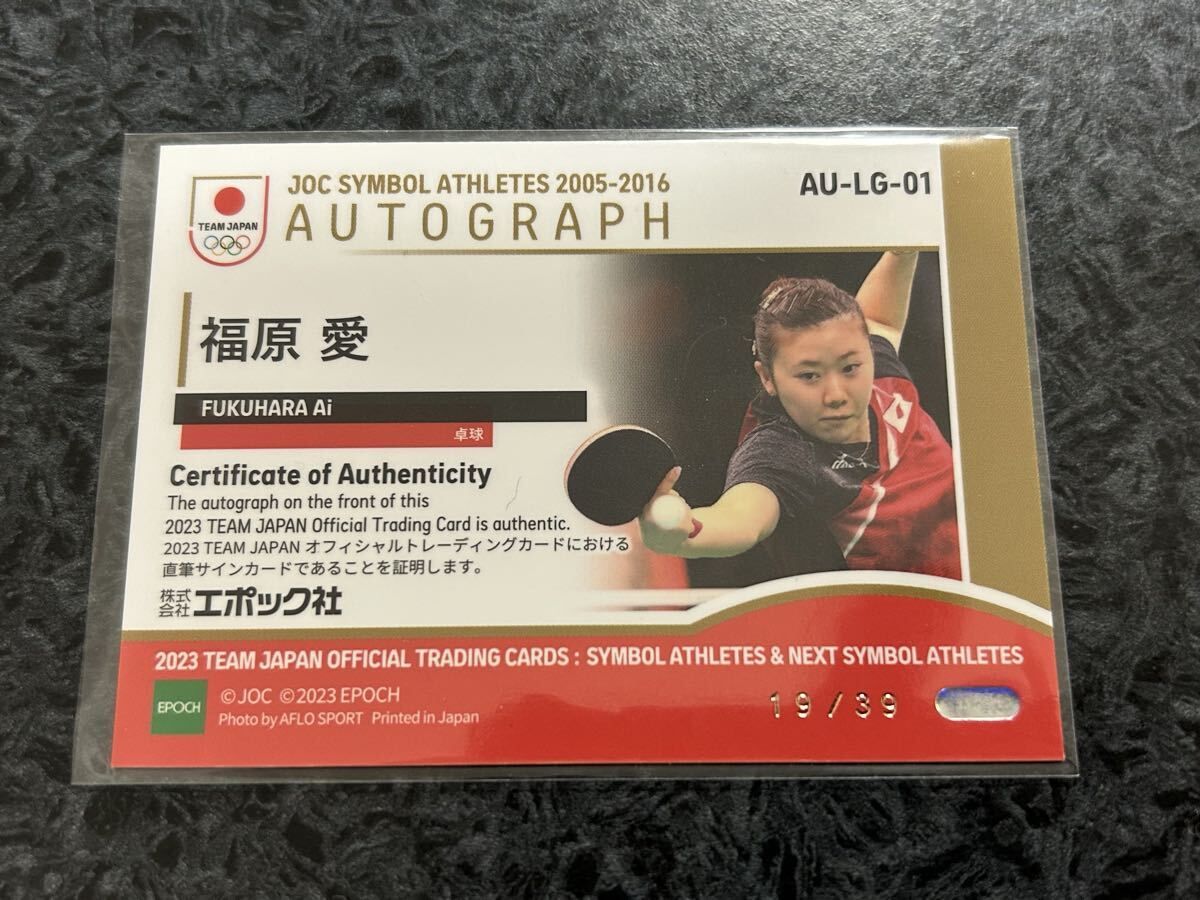 TEAM JAPAN
JOC SYMBOL ATHLETES 2005-2016
AUTOGRAPH
AU-LG-01
福原 愛
FUKUHARA Ai
卓球
Certificate of Authenticity
The autograph on the front of this
2023 TEAM JAPAN Official Trading Card is authentic.
2023 TEAM JAPAN オフィシャルトレーディングカードにおける
直筆サインカードであることを証明します。
株式会社エポック社
2023 TEAM JAPAN OFFICIAL TRADING CARDS : SYMBOL ATHLETES & NEXT SYMBOL ATHLETES
EPOCH
©JOC ©2023 EPOCH
Photo by AFLO SPORT Printed in Japan
19/39